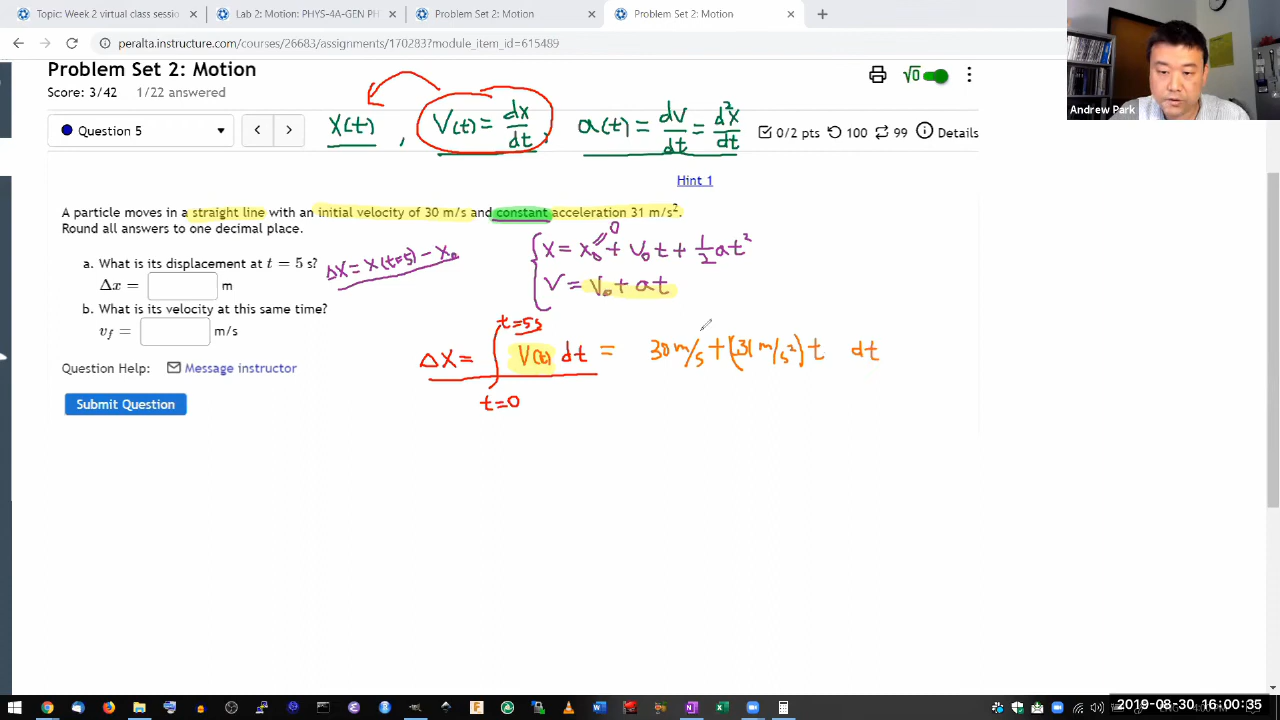 Topic: Week 2 virtual class sessi
Lab 2: Motion: PHYS-4A-GEN PH
Problem Set 2: Motion
Problem Set 2: Motion
peralta.instructure.com/courses/26683/assignments/170283?module_item_id=615489
Problem Set 2: Motion
Score: 3/42 1/22 answered
√0
Andrew Park
Question 5
X(t) , V(t) = dx/dt , a(t) = dv/dt = d²x/dt
0/2 pts 100 99 Details
Hint 1
A particle moves in a straight line with an initial velocity of 30 m/s and constant acceleration 31 m/s².
Round all answers to one decimal place.
X = X₀ + V₀t + ½at²
0
a. What is its displacement at t = 5 s?
ΔX = X(t=5) − X₀
Δx = m
V = V₀ + at
b. What is its velocity at this same time?
v_f = m/s
t=5s
ΔX = ∫ V(t) dt = 30 m/s + (31 m/s²) t dt
t=0
Question Help: Message instructor
Submit Question
2019-08-30 16:00:35